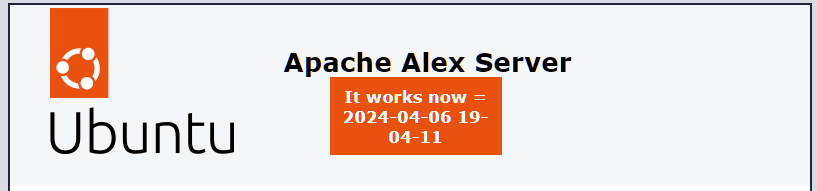 Apache Alex Server
It works now =
2024-04-06 19-
04-11
Ubuntu